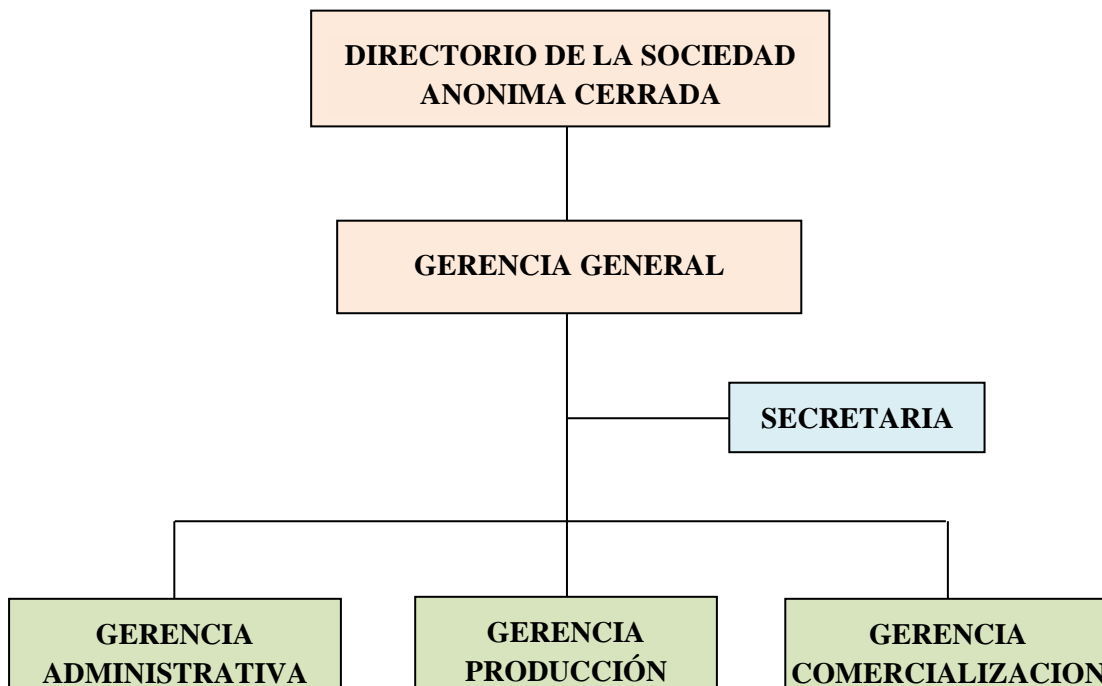 DIRECTORIO DE LA SOCIEDAD
ANONIMA CERRADA
GERENCIA GENERAL
SECRETARIA
GERENCIA
ADMINISTRATIVA
GERENCIA
PRODUCCIÓN
GERENCIA
COMERCIALIZACION